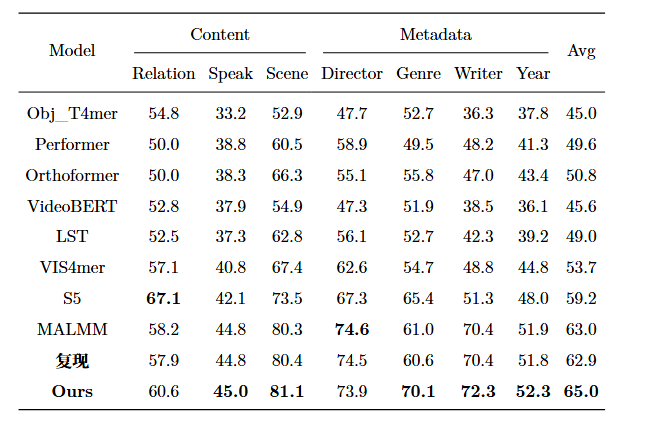 Model Content Metadata Avg
Relation Speak Scene Director Genre Writer Year
Obj_T4mer 54.8 33.2 52.9 47.7 52.7 36.3 37.8 45.0
Performer 50.0 38.8 60.5 58.9 49.5 48.2 41.3 49.6
Orthoformer 50.0 38.3 66.3 55.1 55.8 47.0 43.4 50.8
VideoBERT 52.8 37.9 54.9 47.3 51.9 38.5 36.1 45.6
LST 52.5 37.3 62.8 56.1 52.7 42.3 39.2 49.0
VIS4mer 57.1 40.8 67.4 62.6 54.7 48.8 44.8 53.7
S5 67.1 42.1 73.5 67.3 65.4 51.3 48.0 59.2
MALMM 58.2 44.8 80.3 74.6 61.0 70.4 51.9 63.0
复现 57.9 44.8 80.4 74.5 60.6 70.4 51.8 62.9
Ours 60.6 45.0 81.1 73.9 70.1 72.3 52.3 65.0